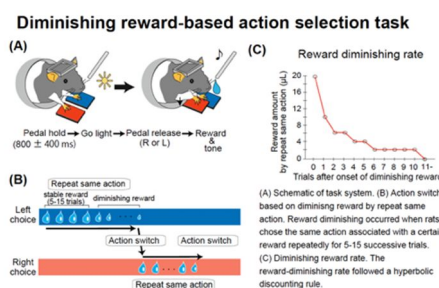 Diminishing reward-based action selection task
(A)
Pedal hold → Go light → Pedal release → Reward
(800 ± 400 ms) (R or L) & tone
(B)
Repeat same action
stable reward diminishing reward
(5-15 trials)
Left
choice
Action switch Action switch
Right
choice
Repeat same action
(C)
Reward diminishing rate
Reward amount
by repeat same action (μL)
20
15
10
5
0
0 1 2 3 4 5 6 7 8 9 10 11-
Trials after onset of diminishing reward
(A) Schematic of task system. (B) Action switch
based on diminisng reward by repeat same
action. Reward diminishing occurred when rats
chose the same action associated with a certain
reward repeatedly for 5-15 successive trials.
(C) Diminishing reward rate. The
reward-diminishing rate followed a hyperbolic
discounting rule.